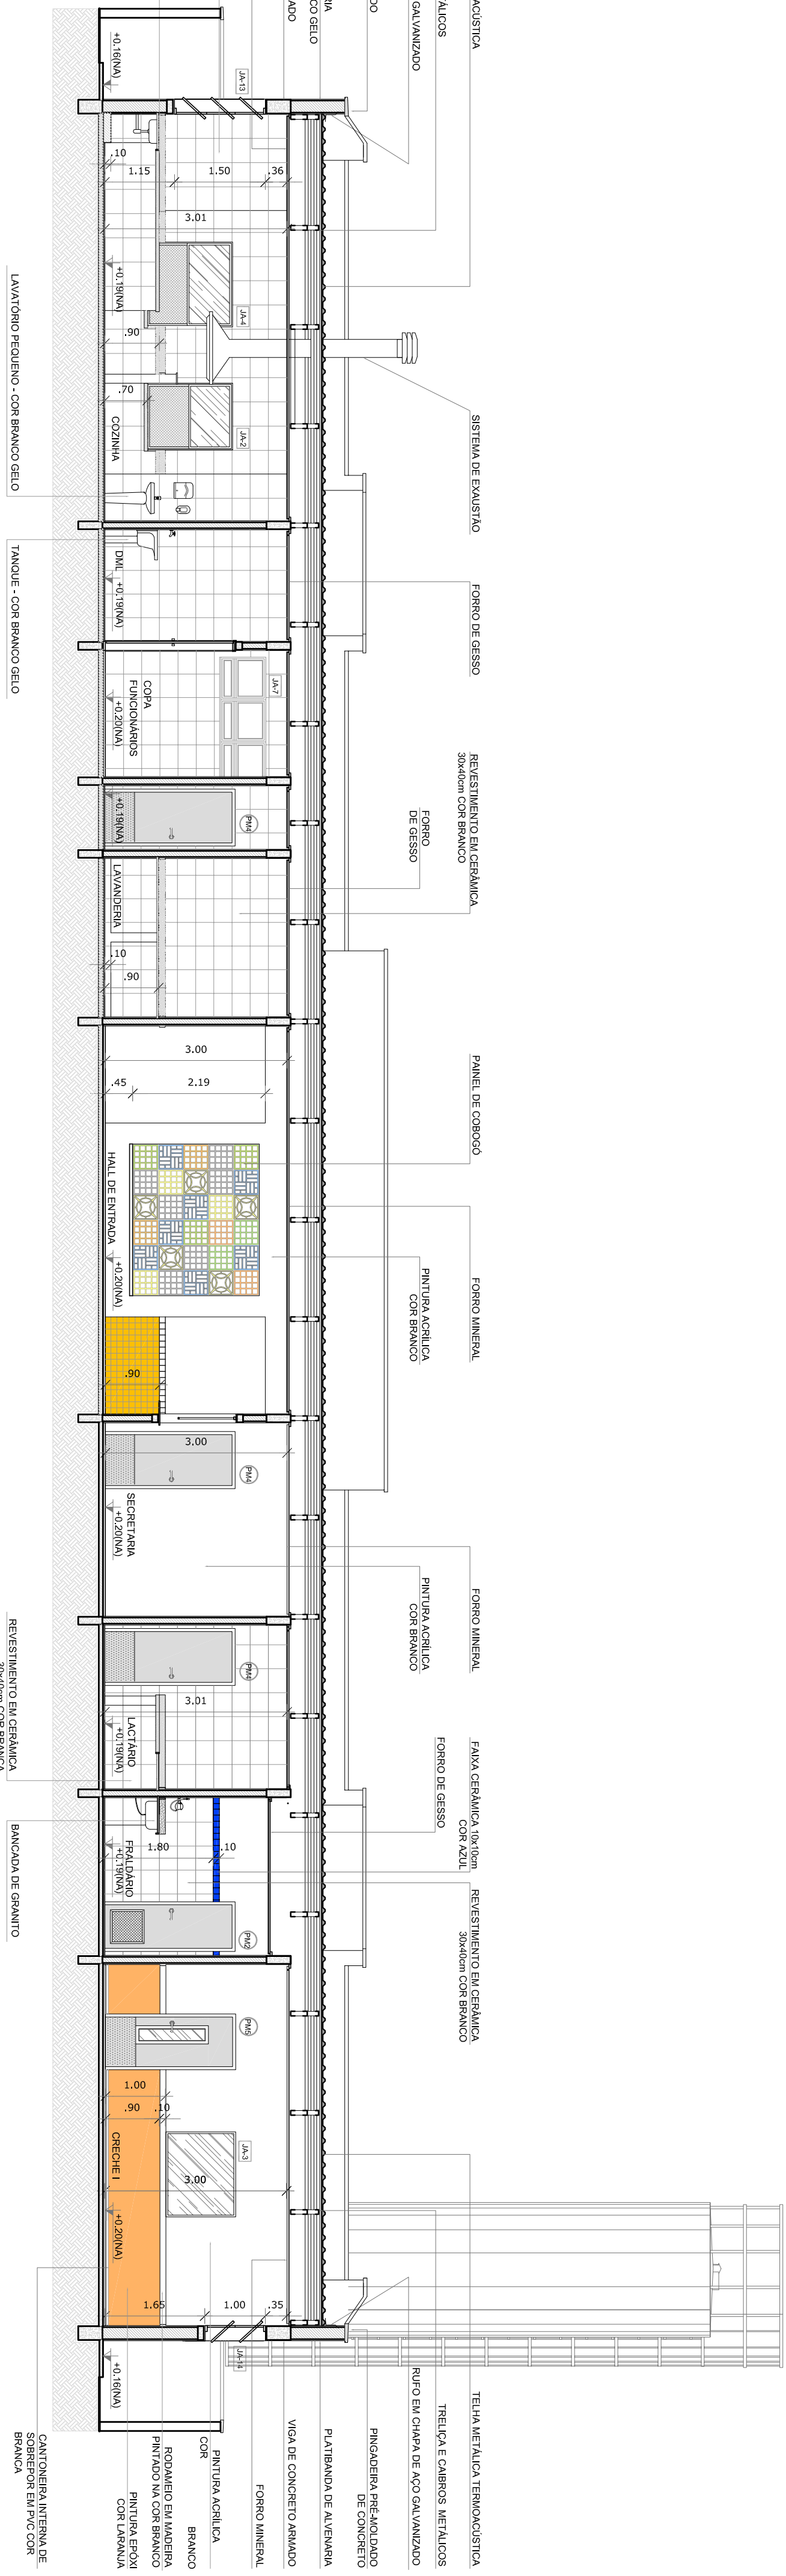 ACÚSTICA
ÁLICOS
GALVANIZADO
DO
RIA
CO GELO
ADO
SISTEMA DE EXAUSTÃO
FORRO DE GESSO
REVESTIMENTO EM CERÂMICA
30x40cm COR BRANCO
FORRO
DE GESSO
PAINEL DE COBOGÓ
FORRO MINERAL
PINTURA ACRÍLICA
COR BRANCO
FORRO MINERAL
PINTURA ACRÍLICA
COR BRANCO
FAIXA CERÂMICA 10x10cm
COR AZUL
FORRO DE GESSO
REVESTIMENTO EM CERÂMICA
30x40cm COR BRANCO
TELHA METÁLICA TERMOACÚSTICA
TRELIÇA E CAIBROS METÁLICOS
RUFO EM CHAPA DE AÇO GALVANIZADO
PINGADEIRA PRÉ-MOLDADO
DE CONCRETO
PLATIBANDA DE ALVENARIA
VIGA DE CONCRETO ARMADO
FORRO MINERAL
PINTURA ACRÍLICA
COR BRANCO
RODAMEIO EM MADEIRA
PINTADO NA COR BRANCO
PINTURA EPÓXI
COR LARANJA
CANTONEIRA INTERNA DE
SOBREPOR EM PVC COR
BRANCA
+0.16(NA)
JA-13
.10
1.15
1.50
.36
3.01
+0.19(NA)
JA-4
.90
.70
JA-2
COZINHA
DML
+0.19(NA)
COPA
FUNCIONÁRIOS
+0.20(NA)
JA-7
+0.19(NA)
PM4
LAVANDERIA
.10
.90
3.00
.45
2.19
HALL DE ENTRADA
+0.20(NA)
.90
3.00
PM4
SECRETARIA
+0.20(NA)
PM4
3.01
LACTÁRIO
+0.19(NA)
1.80
.10
FRALDÁRIO
+0.19(NA)
PM2
PM5
1.00
.90
.10
CRECHE I
JA-3
3.00
+0.20(NA)
1.65
1.00
.35
JA-14
+0.16(NA)
LAVATÓRIO PEQUENO - COR BRANCO GELO
TANQUE - COR BRANCO GELO
REVESTIMENTO EM CERÂMICA
30x40cm COR BRANCA
BANCADA DE GRANITO